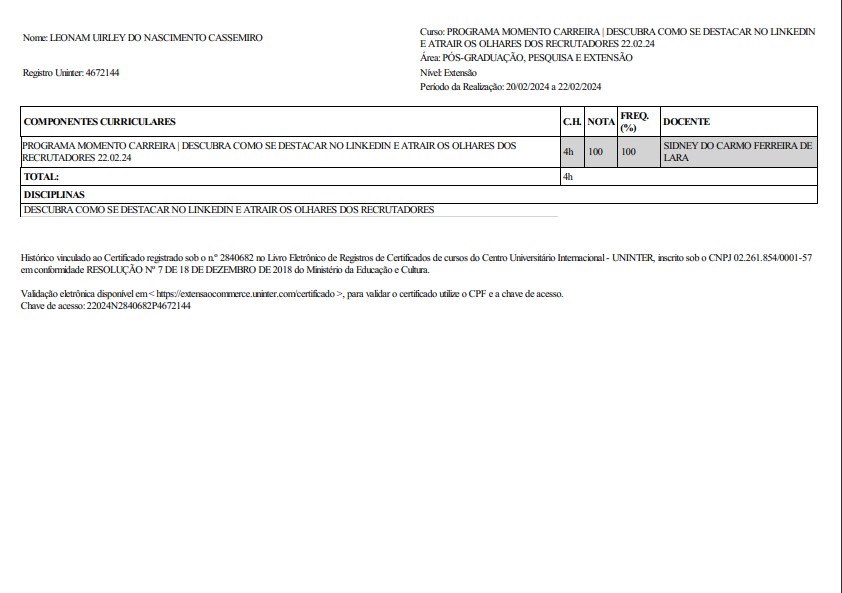 Nome: LEONAM UIRLEY DO NASCIMENTO CASSEMIRO
Registro Uninter: 4672144
Curso: PROGRAMA MOMENTO CARREIRA | DESCUBRA COMO SE DESTACAR NO LINKEDIN
E ATRAIR OS OLHARES DOS RECRUTADORES 22.02.24
Área: PÓS-GRADUAÇÃO, PESQUISA E EXTENSÃO
Nível: Extensão
Período da Realização: 20/02/2024 a 22/02/2024
COMPONENTES CURRICULARES C.H. NOTA FREQ. (%) DOCENTE
PROGRAMA MOMENTO CARREIRA | DESCUBRA COMO SE DESTACAR NO LINKEDIN E ATRAIR OS OLHARES DOS
RECRUTADORES 22.02.24
4h 100 100 SIDNEY DO CARMO FERREIRA DE
LARA
TOTAL: 4h
DISCIPLINAS
DESCUBRA COMO SE DESTACAR NO LINKEDIN E ATRAIR OS OLHARES DOS RECRUTADORES
Histórico vinculado ao Certificado registrado sob o n.º 2840682 no Livro Eletrônico de Registros de Certificados de cursos do Centro Universitário Internacional - UNINTER, inscrito sob o CNPJ 02.261.854/0001-57
em conformidade RESOLUÇÃO Nº 7 DE 18 DE DEZEMBRO DE 2018 do Ministério da Educação e Cultura.
Validação eletrônica disponível em < https://extensaocommerce.uninter.com/certificado >, para validar o certificado utilize o CPF e a chave de acesso.
Chave de acesso: 22024N2840682P4672144